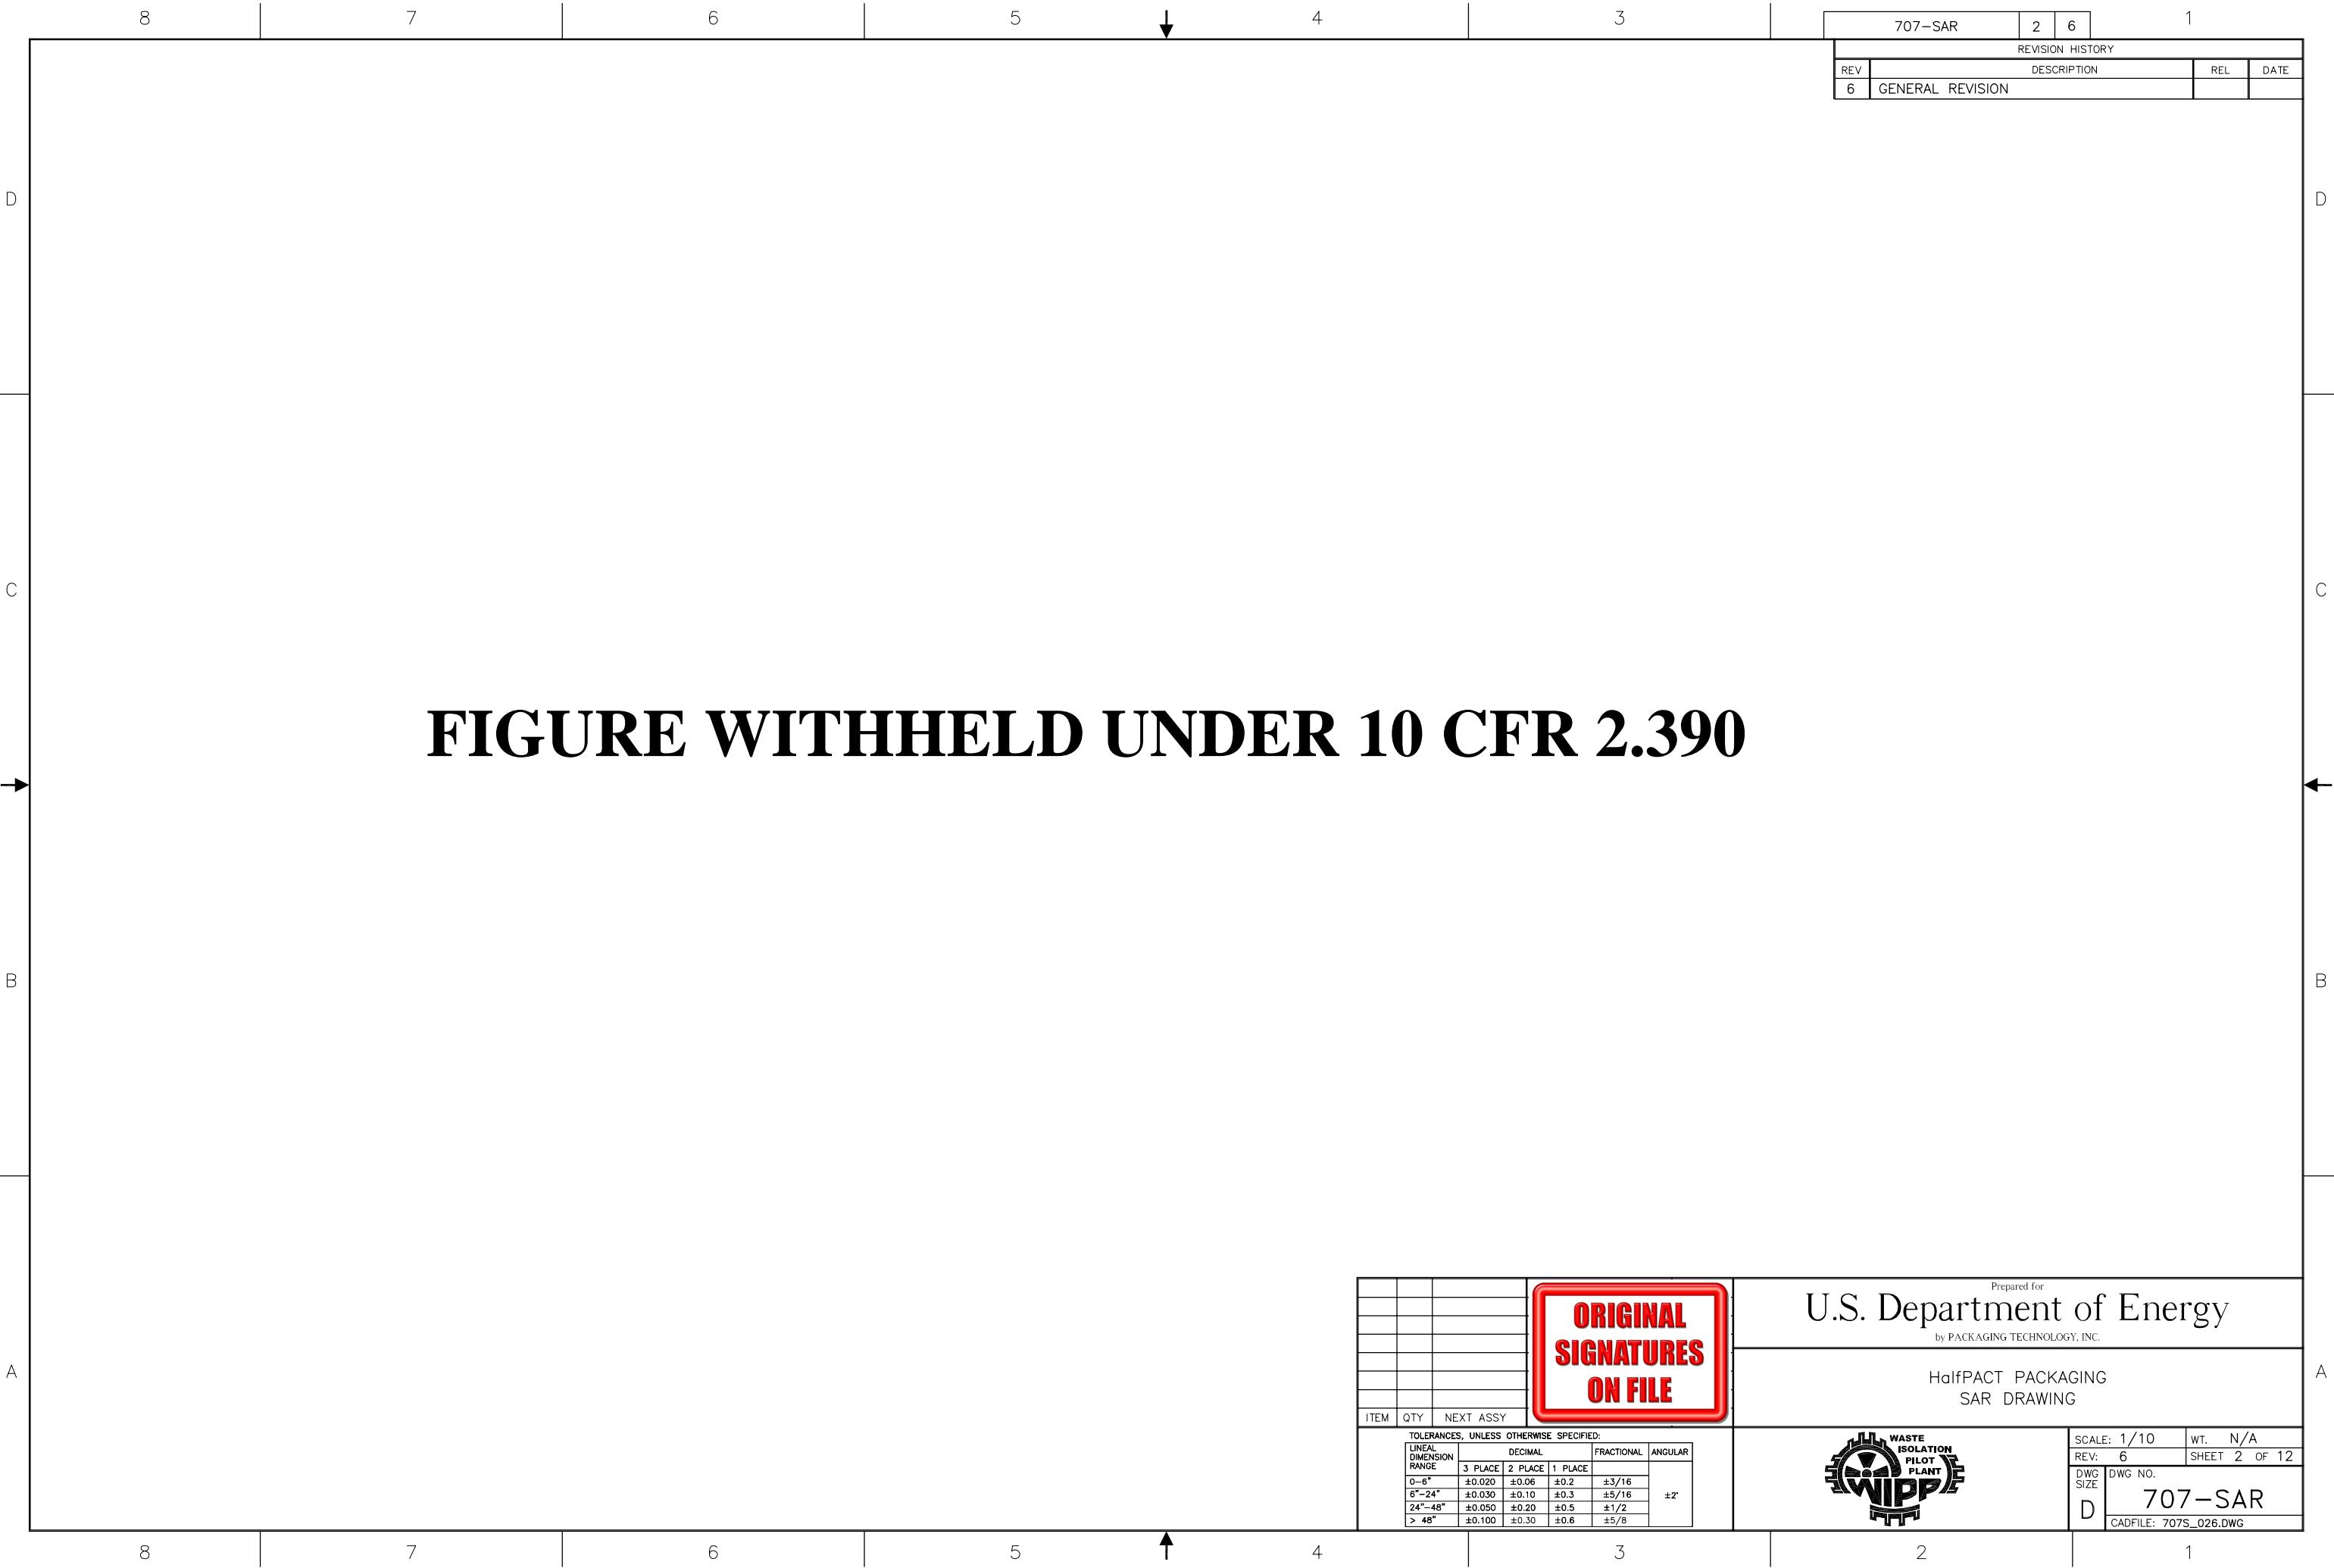 8 7 6 5 4 3 1
707-SAR 2 6
REVISION HISTORY
REV DESCRIPTION REL DATE
6 GENERAL REVISION
D D
C C
FIGURE WITHHELD UNDER 10 CFR 2.390
B B
A A
ITEM QTY NEXT ASSY
ORIGINAL
SIGNATURES
ON FILE
Prepared for
U.S. Department of Energy
by PACKAGING TECHNOLOGY, INC.
HalfPACT PACKAGING
SAR DRAWING
TOLERANCES, UNLESS OTHERWISE SPECIFIED:
LINEAL
DIMENSION
RANGE
DECIMAL FRACTIONAL ANGULAR
3 PLACE 2 PLACE 1 PLACE
0-6" ±0.020 ±0.06 ±0.2 ±3/16
6"-24" ±0.030 ±0.10 ±0.3 ±5/16 ±2°
24"-48" ±0.050 ±0.20 ±0.5 ±1/2
> 48" ±0.100 ±0.30 ±0.6 ±5/8
WASTE
ISOLATION
PILOT
PLANT
WIPP
SCALE: 1/10 WT. N/A
REV: 6 SHEET 2 OF 12
DWG SIZE D
DWG NO.
707-SAR
CADFILE: 707S_026.DWG
8 7 6 5 4 3 2 1